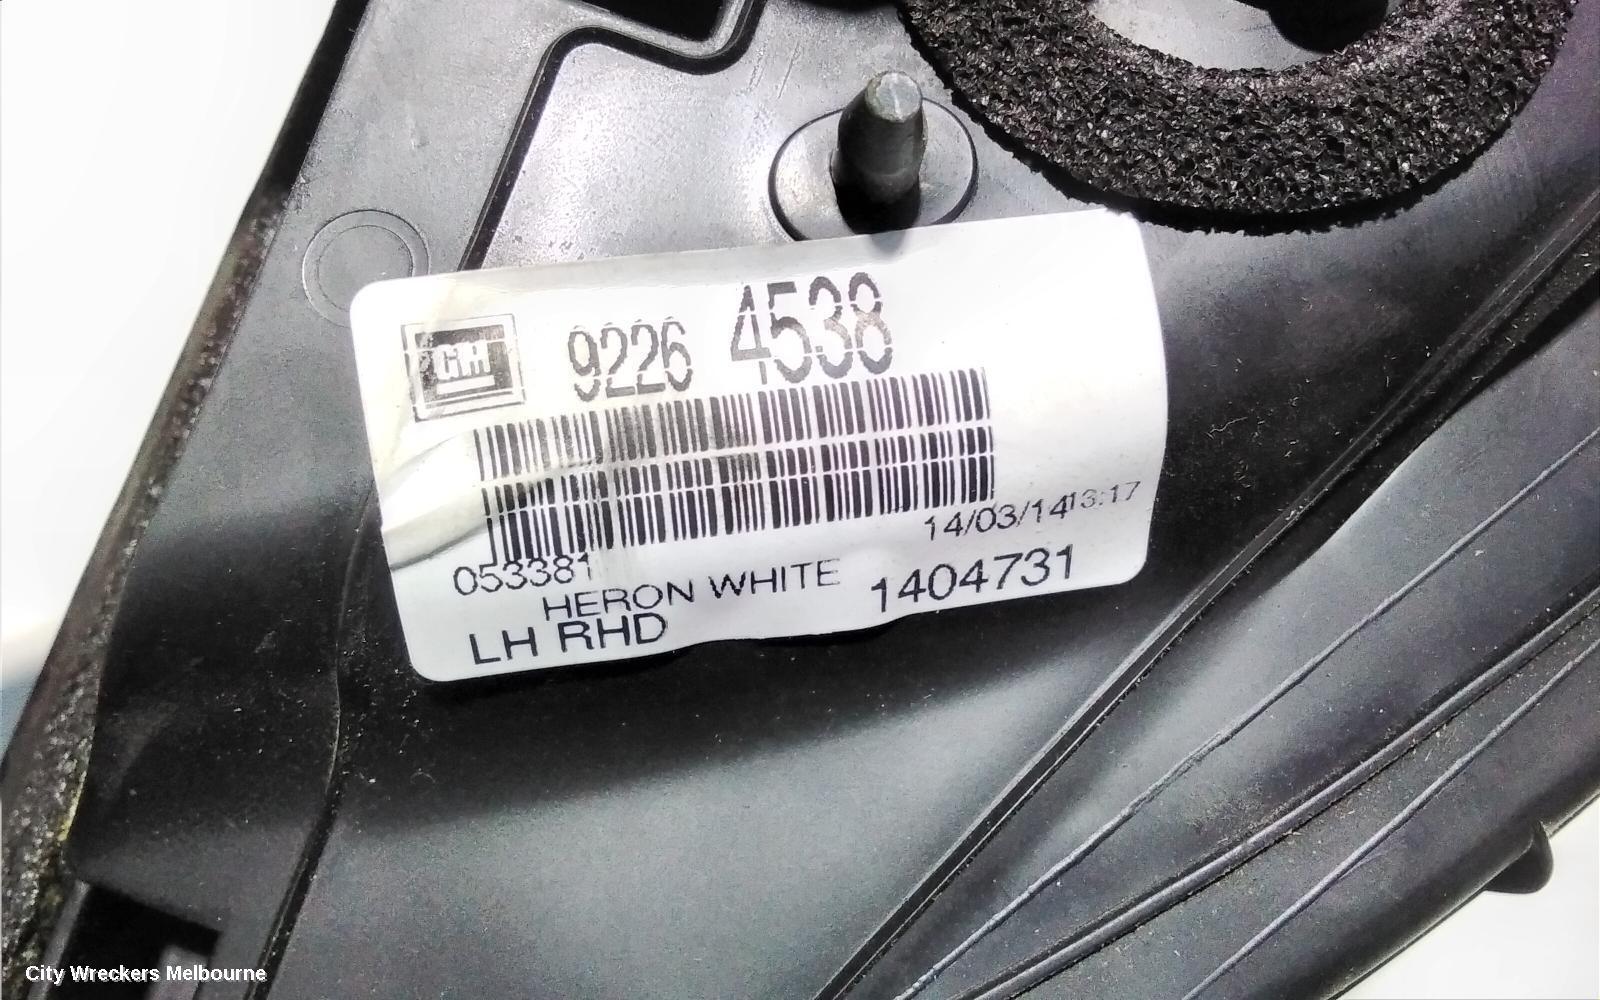 GM 9226 4538
14/03/14 13:17
053381
HERON WHITE 1404731
LH RHD
City Wreckers Melbourne